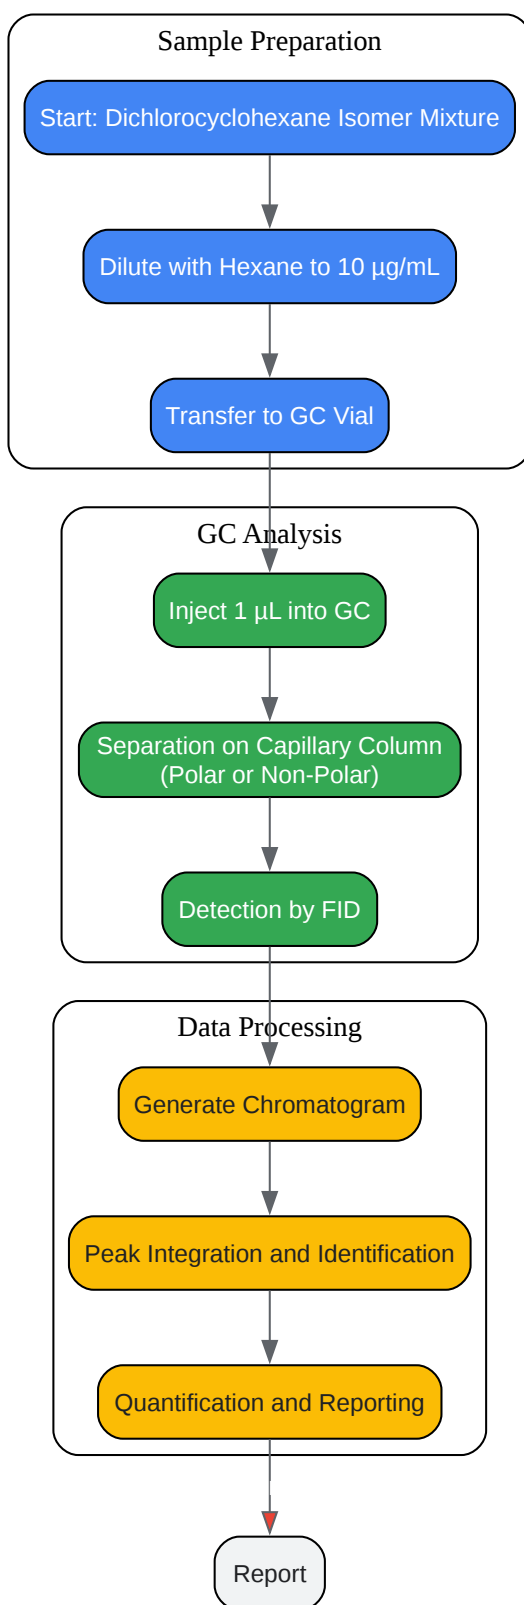 Sample Preparation
Start: Dichlorocyclohexane Isomer Mixture
Dilute with Hexane to 10 µg/mL
Transfer to GC Vial
GC Analysis
Inject 1 µL into GC
Separation on Capillary Column
(Polar or Non-Polar)
Detection by FID
Data Processing
Generate Chromatogram
Peak Integration and Identification
Quantification and Reporting
Report